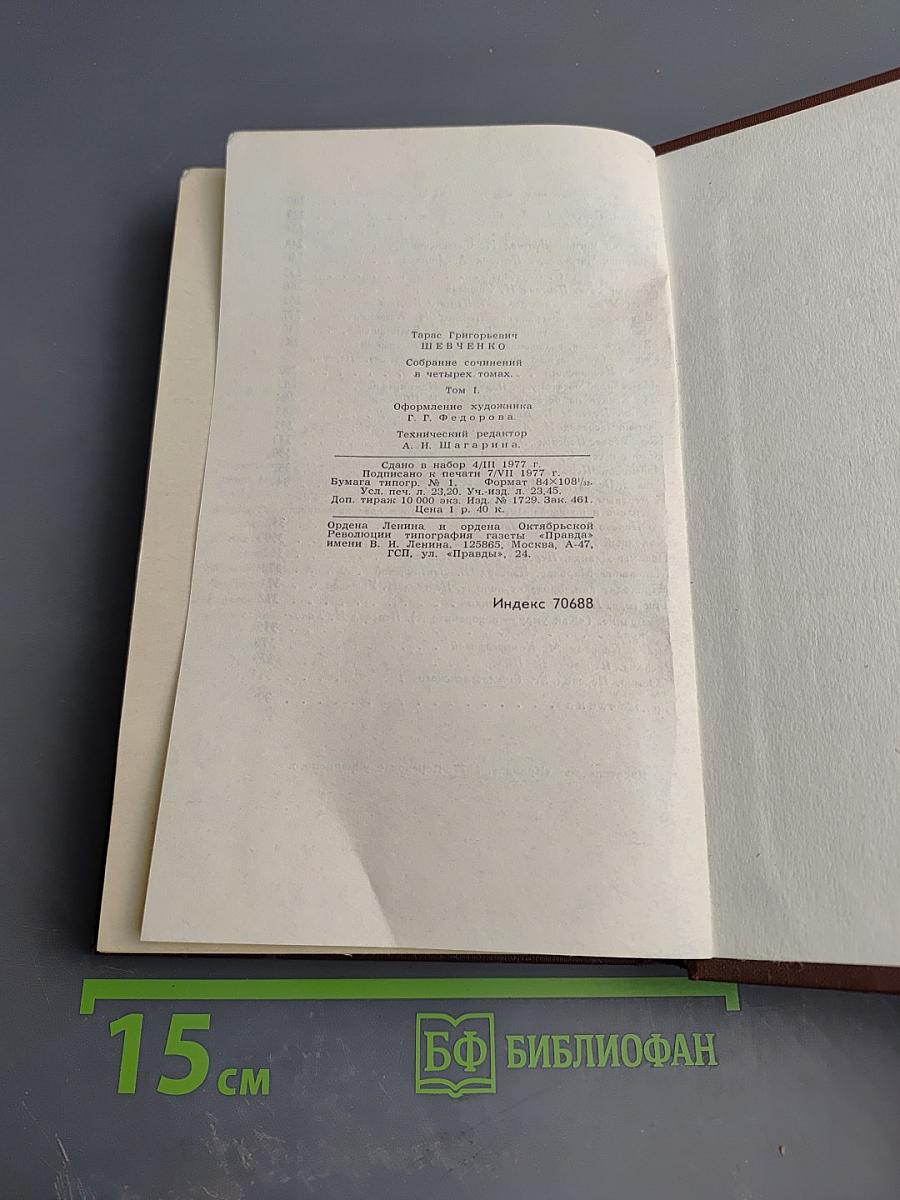 Тарас Григорьевич
ШЕВЧЕНКО
Собрание сочинений
в четырех томах.
Том I.
Оформление художника
Г. Г. Федорова.
Технический редактор
А. И. Шагарина.
Сдано в набор 4/III 1977 г.
Подписано к печати 7/VII 1977 г.
Бумага типогр. № 1. Формат 84×108¹/₃₂.
Усл. печ. л. 23,20. Уч.-изд. л. 23,45.
Доп. тираж 10 000 экз. Изд. № 1729. Зак. 461.
Цена 1 р. 40 к.
Ордена Ленина и ордена Октябрьской
Революции типография газеты «Правда»
имени В. И. Ленина. 125865, Москва, А-47,
ГСП, ул. «Правды», 24.
Индекс 70688
15 см
БФ БИБЛИОФАН